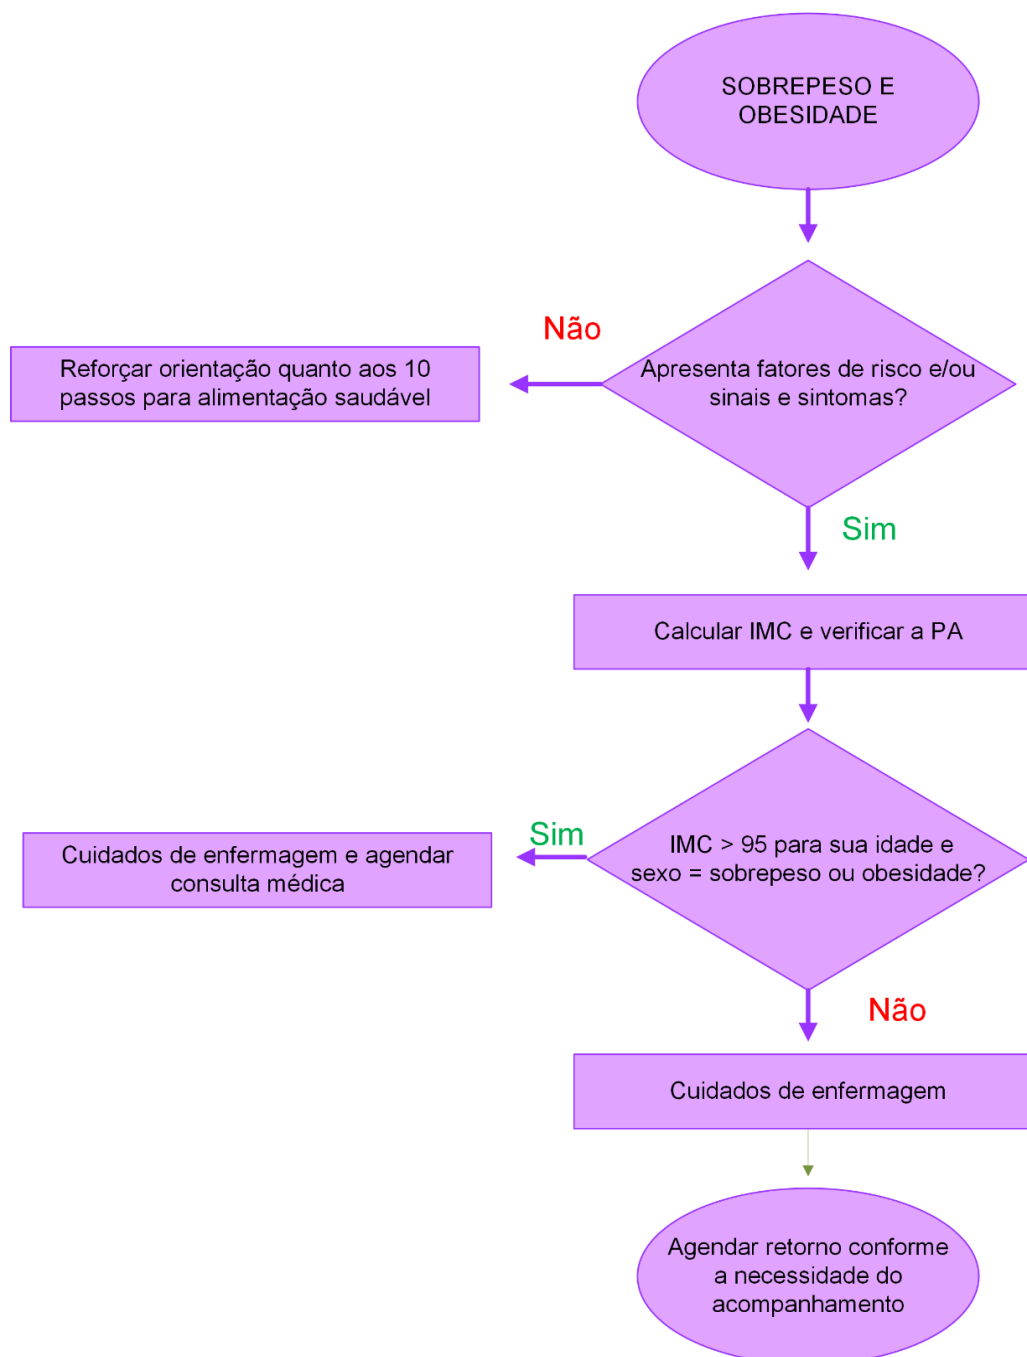 SOBREPESO E
OBESIDADE
Não
Apresenta fatores de risco e/ou
sinais e sintomas?
Reforçar orientação quanto aos 10
passos para alimentação saudável
Sim
Calcular IMC e verificar a PA
Sim
IMC > 95 para sua idade e
sexo = sobrepeso ou obesidade?
Cuidados de enfermagem e agendar
consulta médica
Não
Cuidados de enfermagem
Agendar retorno conforme
a necessidade do
acompanhamento